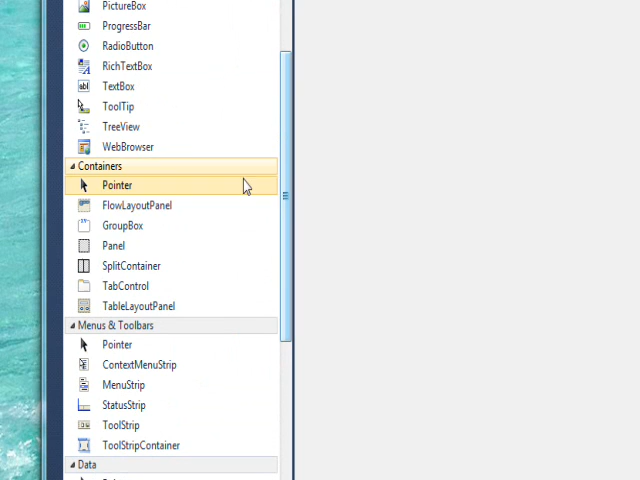 PictureBox
ProgressBar
RadioButton
RichTextBox
abl TextBox
ToolTip
TreeView
WebBrowser
Containers
Pointer
FlowLayoutPanel
GroupBox
Panel
SplitContainer
TabControl
TableLayoutPanel
Menus & Toolbars
Pointer
ContextMenuStrip
MenuStrip
StatusStrip
ToolStrip
ToolStripContainer
Data